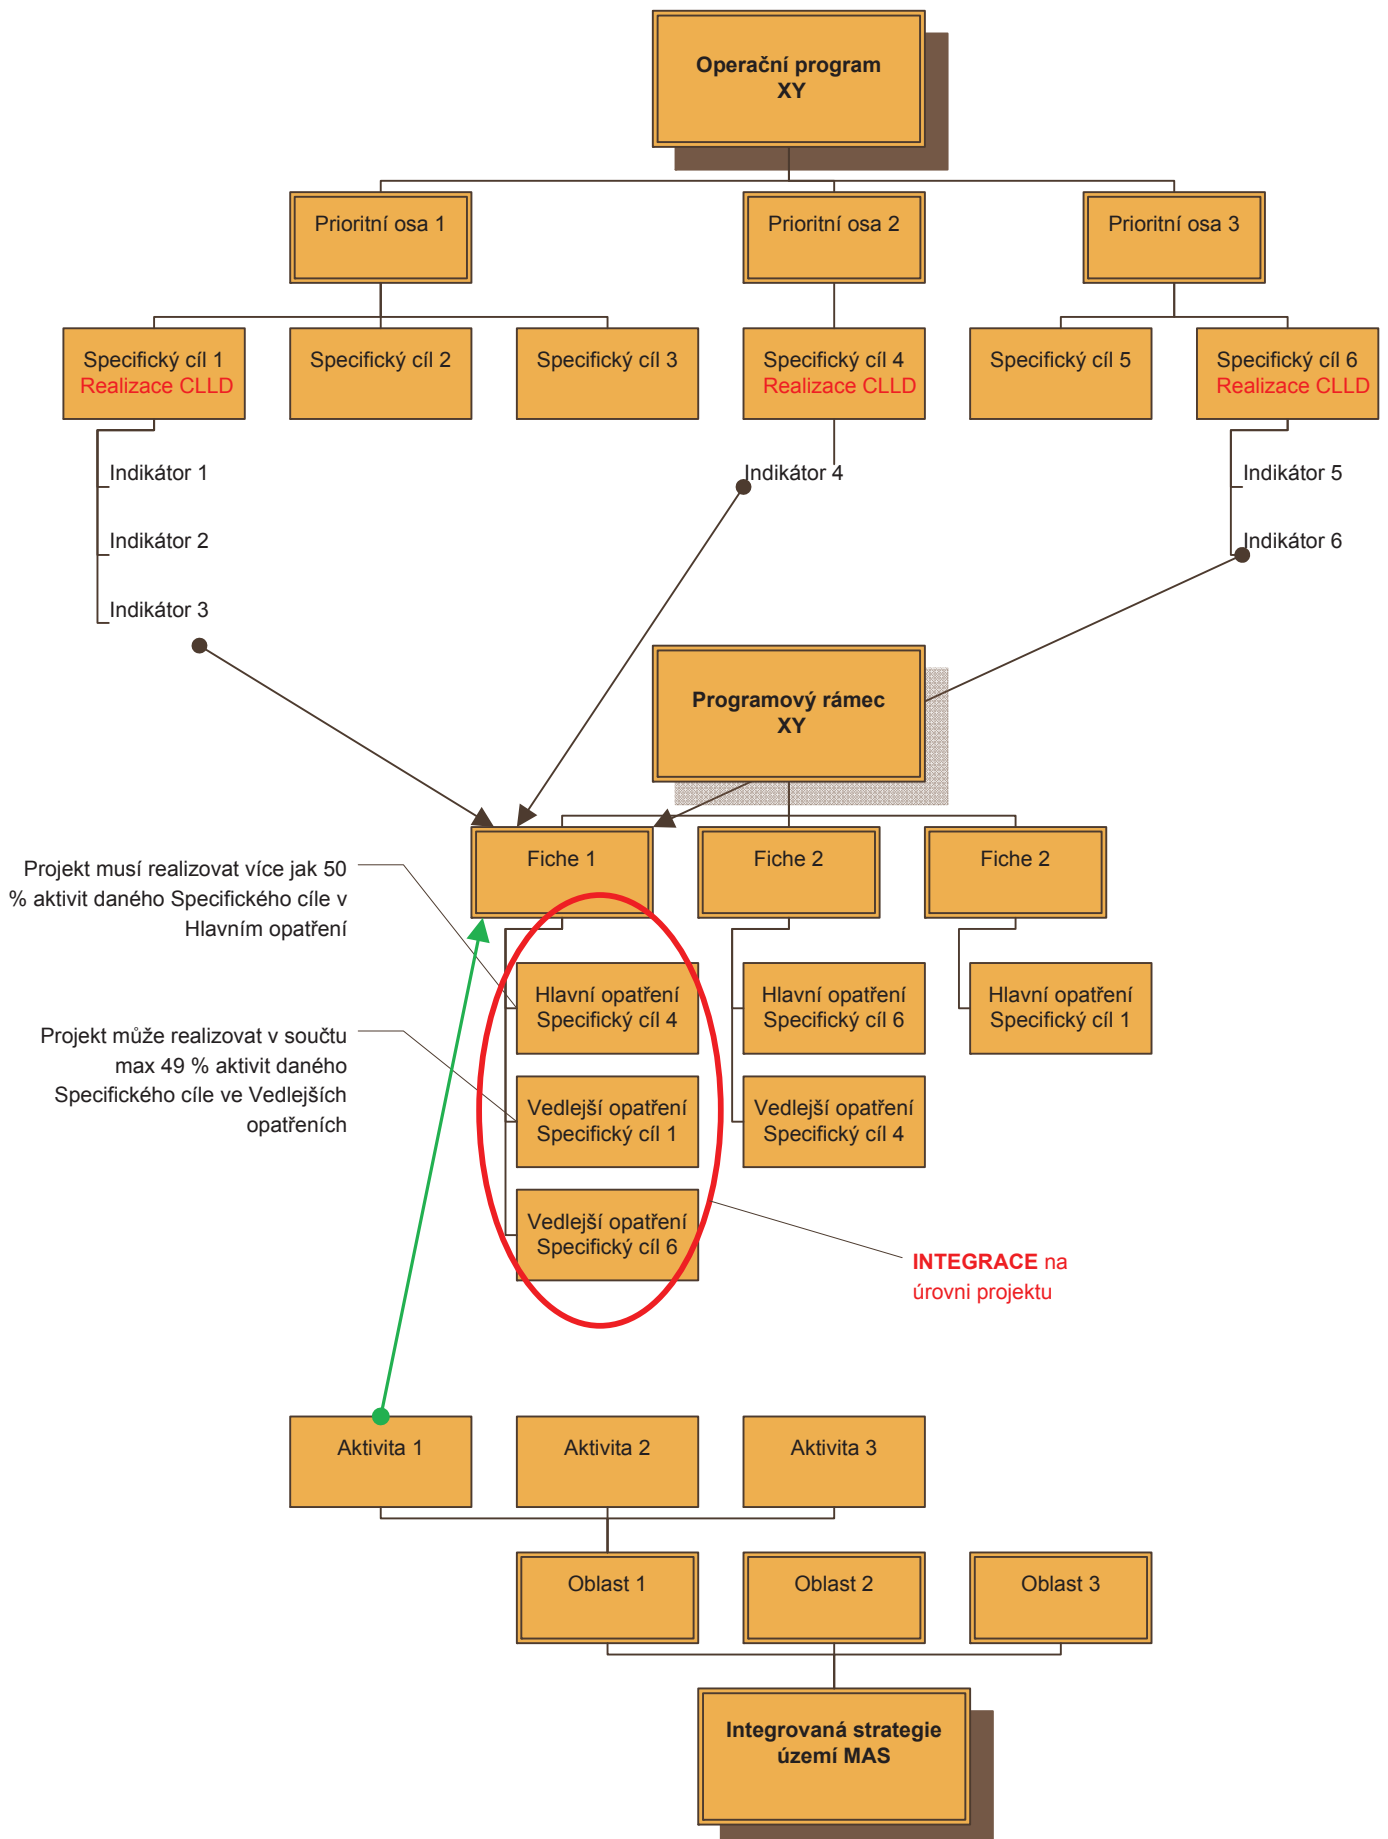 Operační program
XY
Prioritní osa 1
Prioritní osa 2
Prioritní osa 3
Specifický cíl 1
Realizace CLLD
Specifický cíl 2
Specifický cíl 3
Specifický cíl 4
Realizace CLLD
Specifický cíl 5
Specifický cíl 6
Realizace CLLD
Indikátor 1
Indikátor 2
Indikátor 3
Indikátor 4
Indikátor 5
Indikátor 6
Programový rámec
XY
Fiche 1
Fiche 2
Fiche 2
Projekt musí realizovat více jak 50
% aktivit daného Specifického cíle v
Hlavním opatření
Projekt může realizovat v součtu
max 49 % aktivit daného
Specifického cíle ve Vedlejších
opatřeních
Hlavní opatření
Specifický cíl 4
Vedlejší opatření
Specifický cíl 1
Vedlejší opatření
Specifický cíl 6
Hlavní opatření
Specifický cíl 6
Vedlejší opatření
Specifický cíl 4
Hlavní opatření
Specifický cíl 1
INTEGRACE na
úrovni projektu
Aktivita 1
Aktivita 2
Aktivita 3
Oblast 1
Oblast 2
Oblast 3
Integrovaná strategie
území MAS